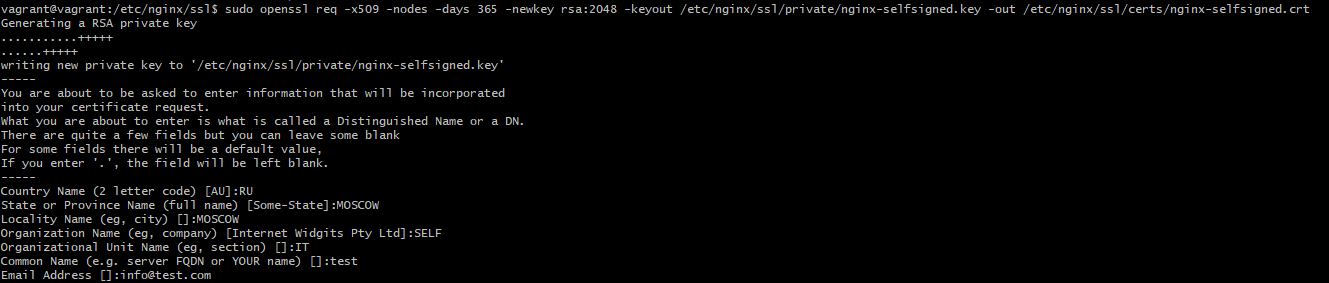 vagrant@vagrant:/etc/nginx/ssl$ sudo openssl req -x509 -nodes -days 365 -newkey rsa:2048 -keyout /etc/nginx/ssl/private/nginx-selfsigned.key -out /etc/nginx/ssl/certs/nginx-selfsigned.crt
Generating a RSA private key
...........+++++
......+++++
writing new private key to '/etc/nginx/ssl/private/nginx-selfsigned.key'
-----
You are about to be asked to enter information that will be incorporated
into your certificate request.
What you are about to enter is what is called a Distinguished Name or a DN.
There are quite a few fields but you can leave some blank
For some fields there will be a default value,
If you enter '.', the field will be left blank.
-----
Country Name (2 letter code) [AU]:RU
State or Province Name (full name) [Some-State]:MOSCOW
Locality Name (eg, city) []:MOSCOW
Organization Name (eg, company) [Internet Widgits Pty Ltd]:SELF
Organizational Unit Name (eg, section) []:IT
Common Name (e.g. server FQDN or YOUR name) []:test
Email Address []:info@test.com